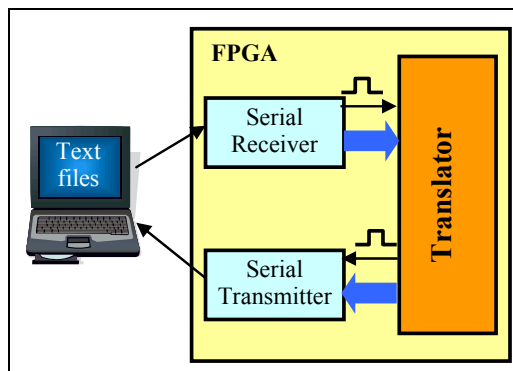 FPGA
Text
files
Serial
Receiver
Translator
Serial
Transmitter